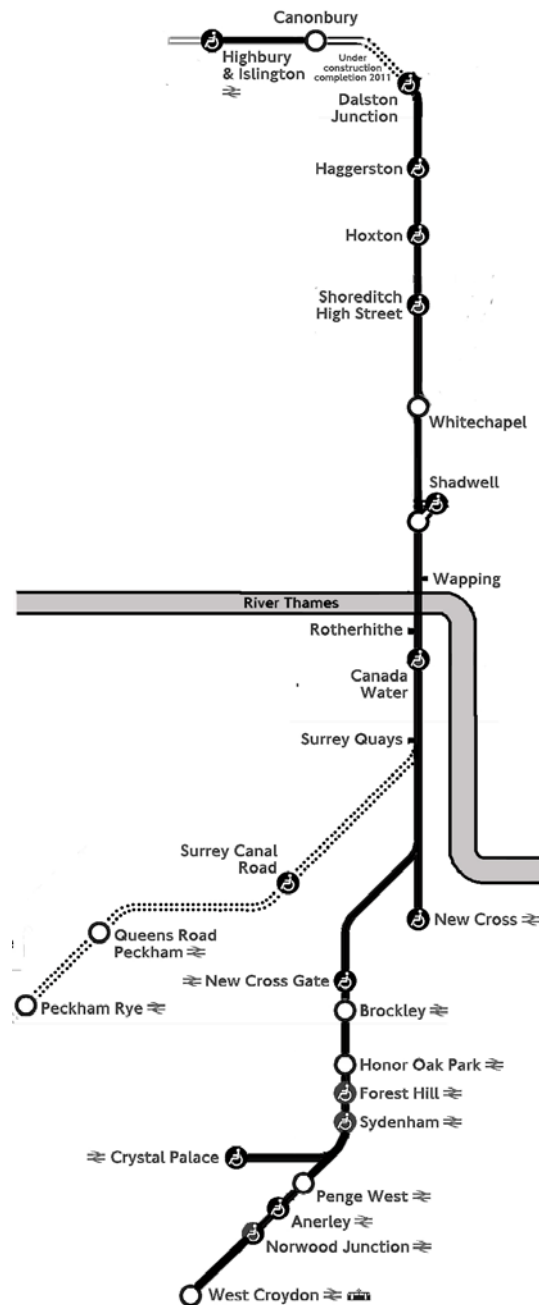 Canonbury
Highbury
& Islington
Under
construction
completion 2011
Dalston
Junction
Haggerston
Hoxton
Shoreditch
High Street
Whitechapel
Shadwell
Wapping
River Thames
Rotherhithe
Canada
Water
Surrey Quays
Surrey Canal
Road
New Cross
Queens Road
Peckham
New Cross Gate
Peckham Rye
Brockley
Honor Oak Park
Forest Hill
Sydenham
Crystal Palace
Penge West
Anerley
Norwood Junction
West Croydon